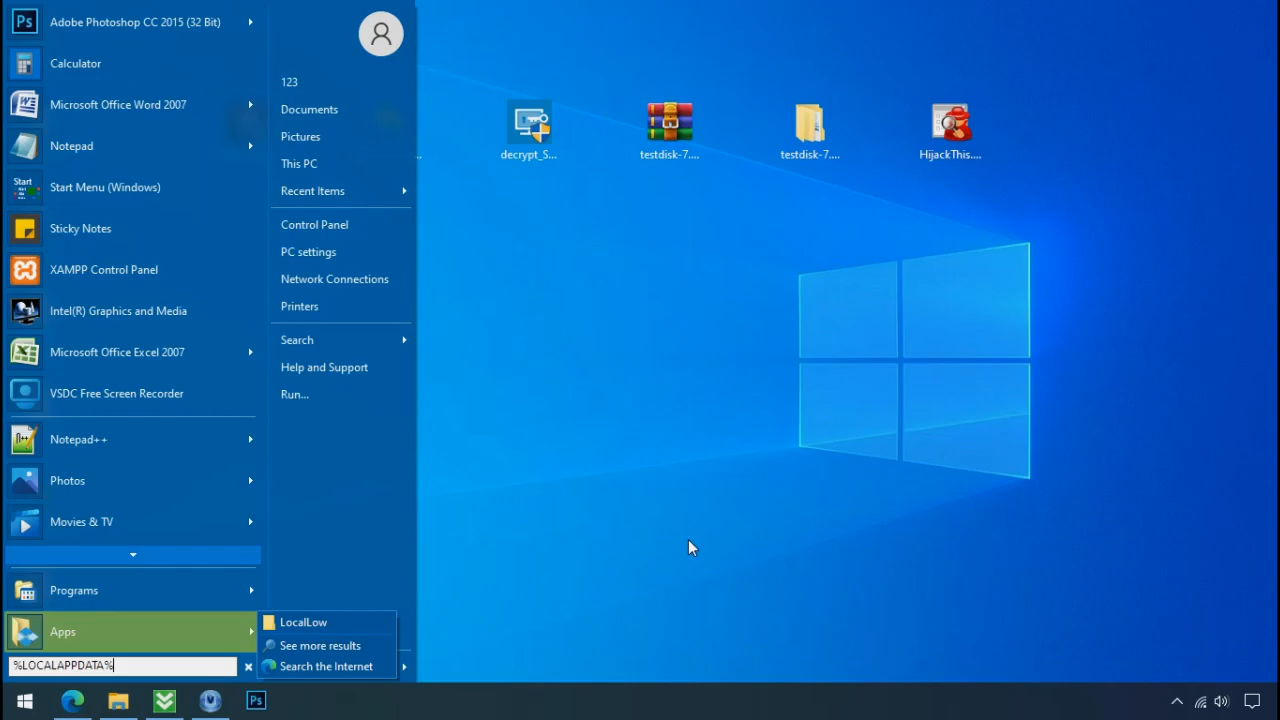 Adobe Photoshop CC 2015 (32 Bit)
Calculator
Microsoft Office Word 2007
Notepad
Start Menu (Windows)
Sticky Notes
XAMPP Control Panel
Intel(R) Graphics and Media
Microsoft Office Excel 2007
VSDC Free Screen Recorder
Notepad++
Photos
Movies & TV
Programs
Apps
%LOCALAPPDATA%
123
Documents
Pictures
This PC
Recent Items
Control Panel
PC settings
Network Connections
Printers
Search
Help and Support
Run...
LocalLow
See more results
Search the Internet
decrypt_S...
testdisk-7....
testdisk-7....
HijackThis....
Ps
Start
Ps